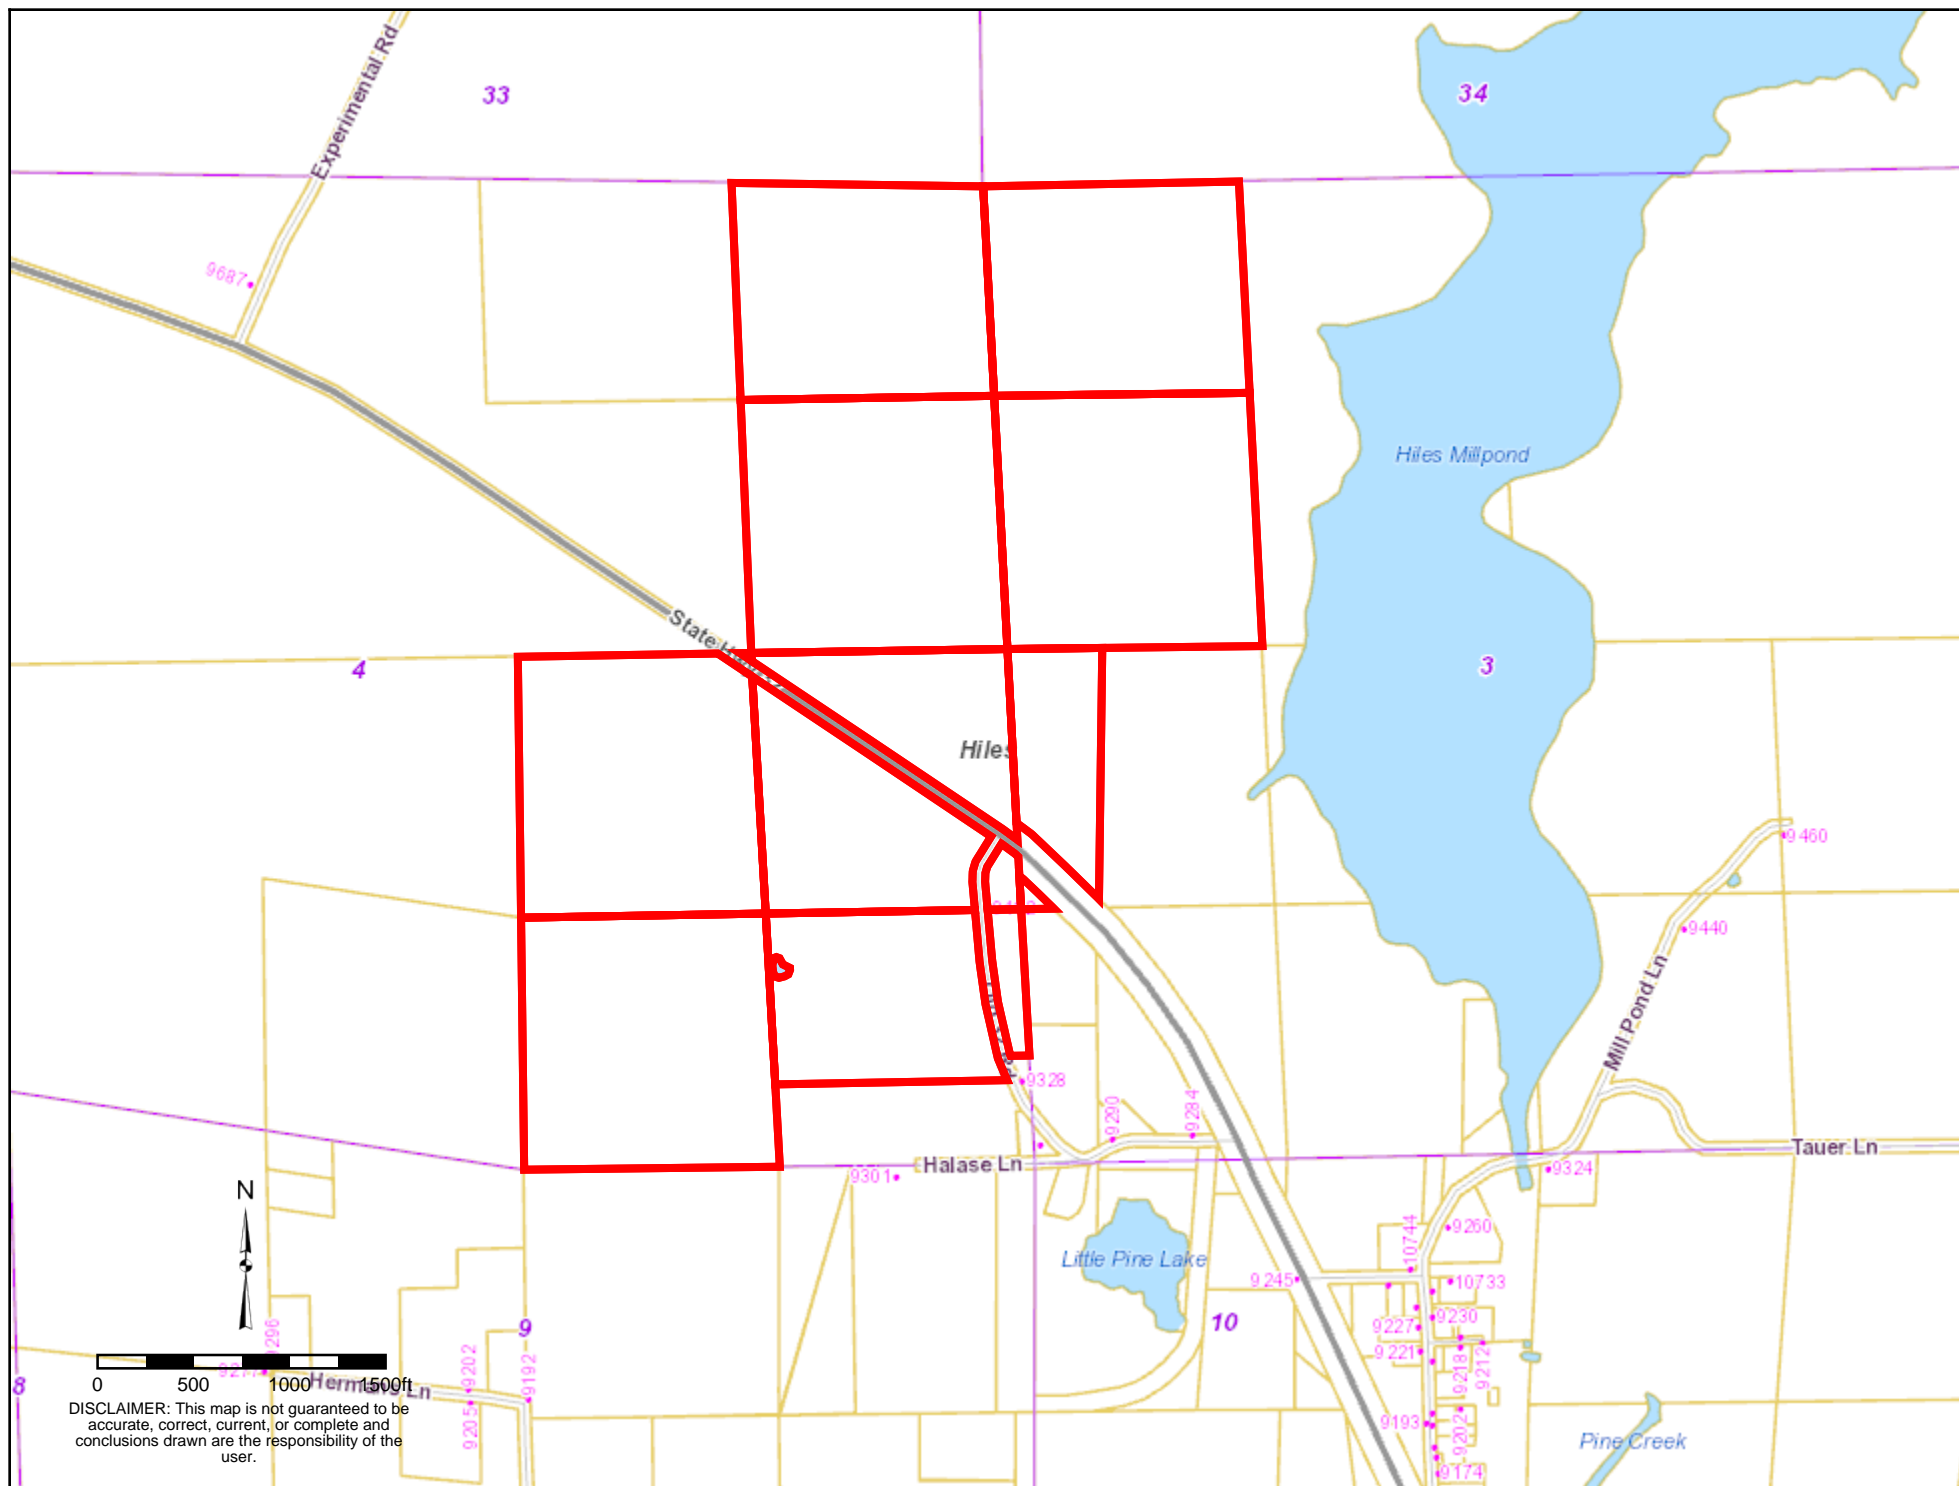 Experimental Rd
33
34
9687
Hiles Millpond
4
3
Hiles
9460
9440
Mill Pond Ln
9328
9290
9284
Tauer Ln
Halase Ln
9301
9324
N
10744
9260
Little Pine Lake
9245
10733
9
10
9230
9296
9227
9221
9218
9212
8
9202
9192
0 500 1000 1500ft
Hermans Ln
9205
9193
9202
Pine Creek
9174
DISCLAIMER: This map is not guaranteed to be
accurate, correct, current, or complete and
conclusions drawn are the responsibility of the
user.